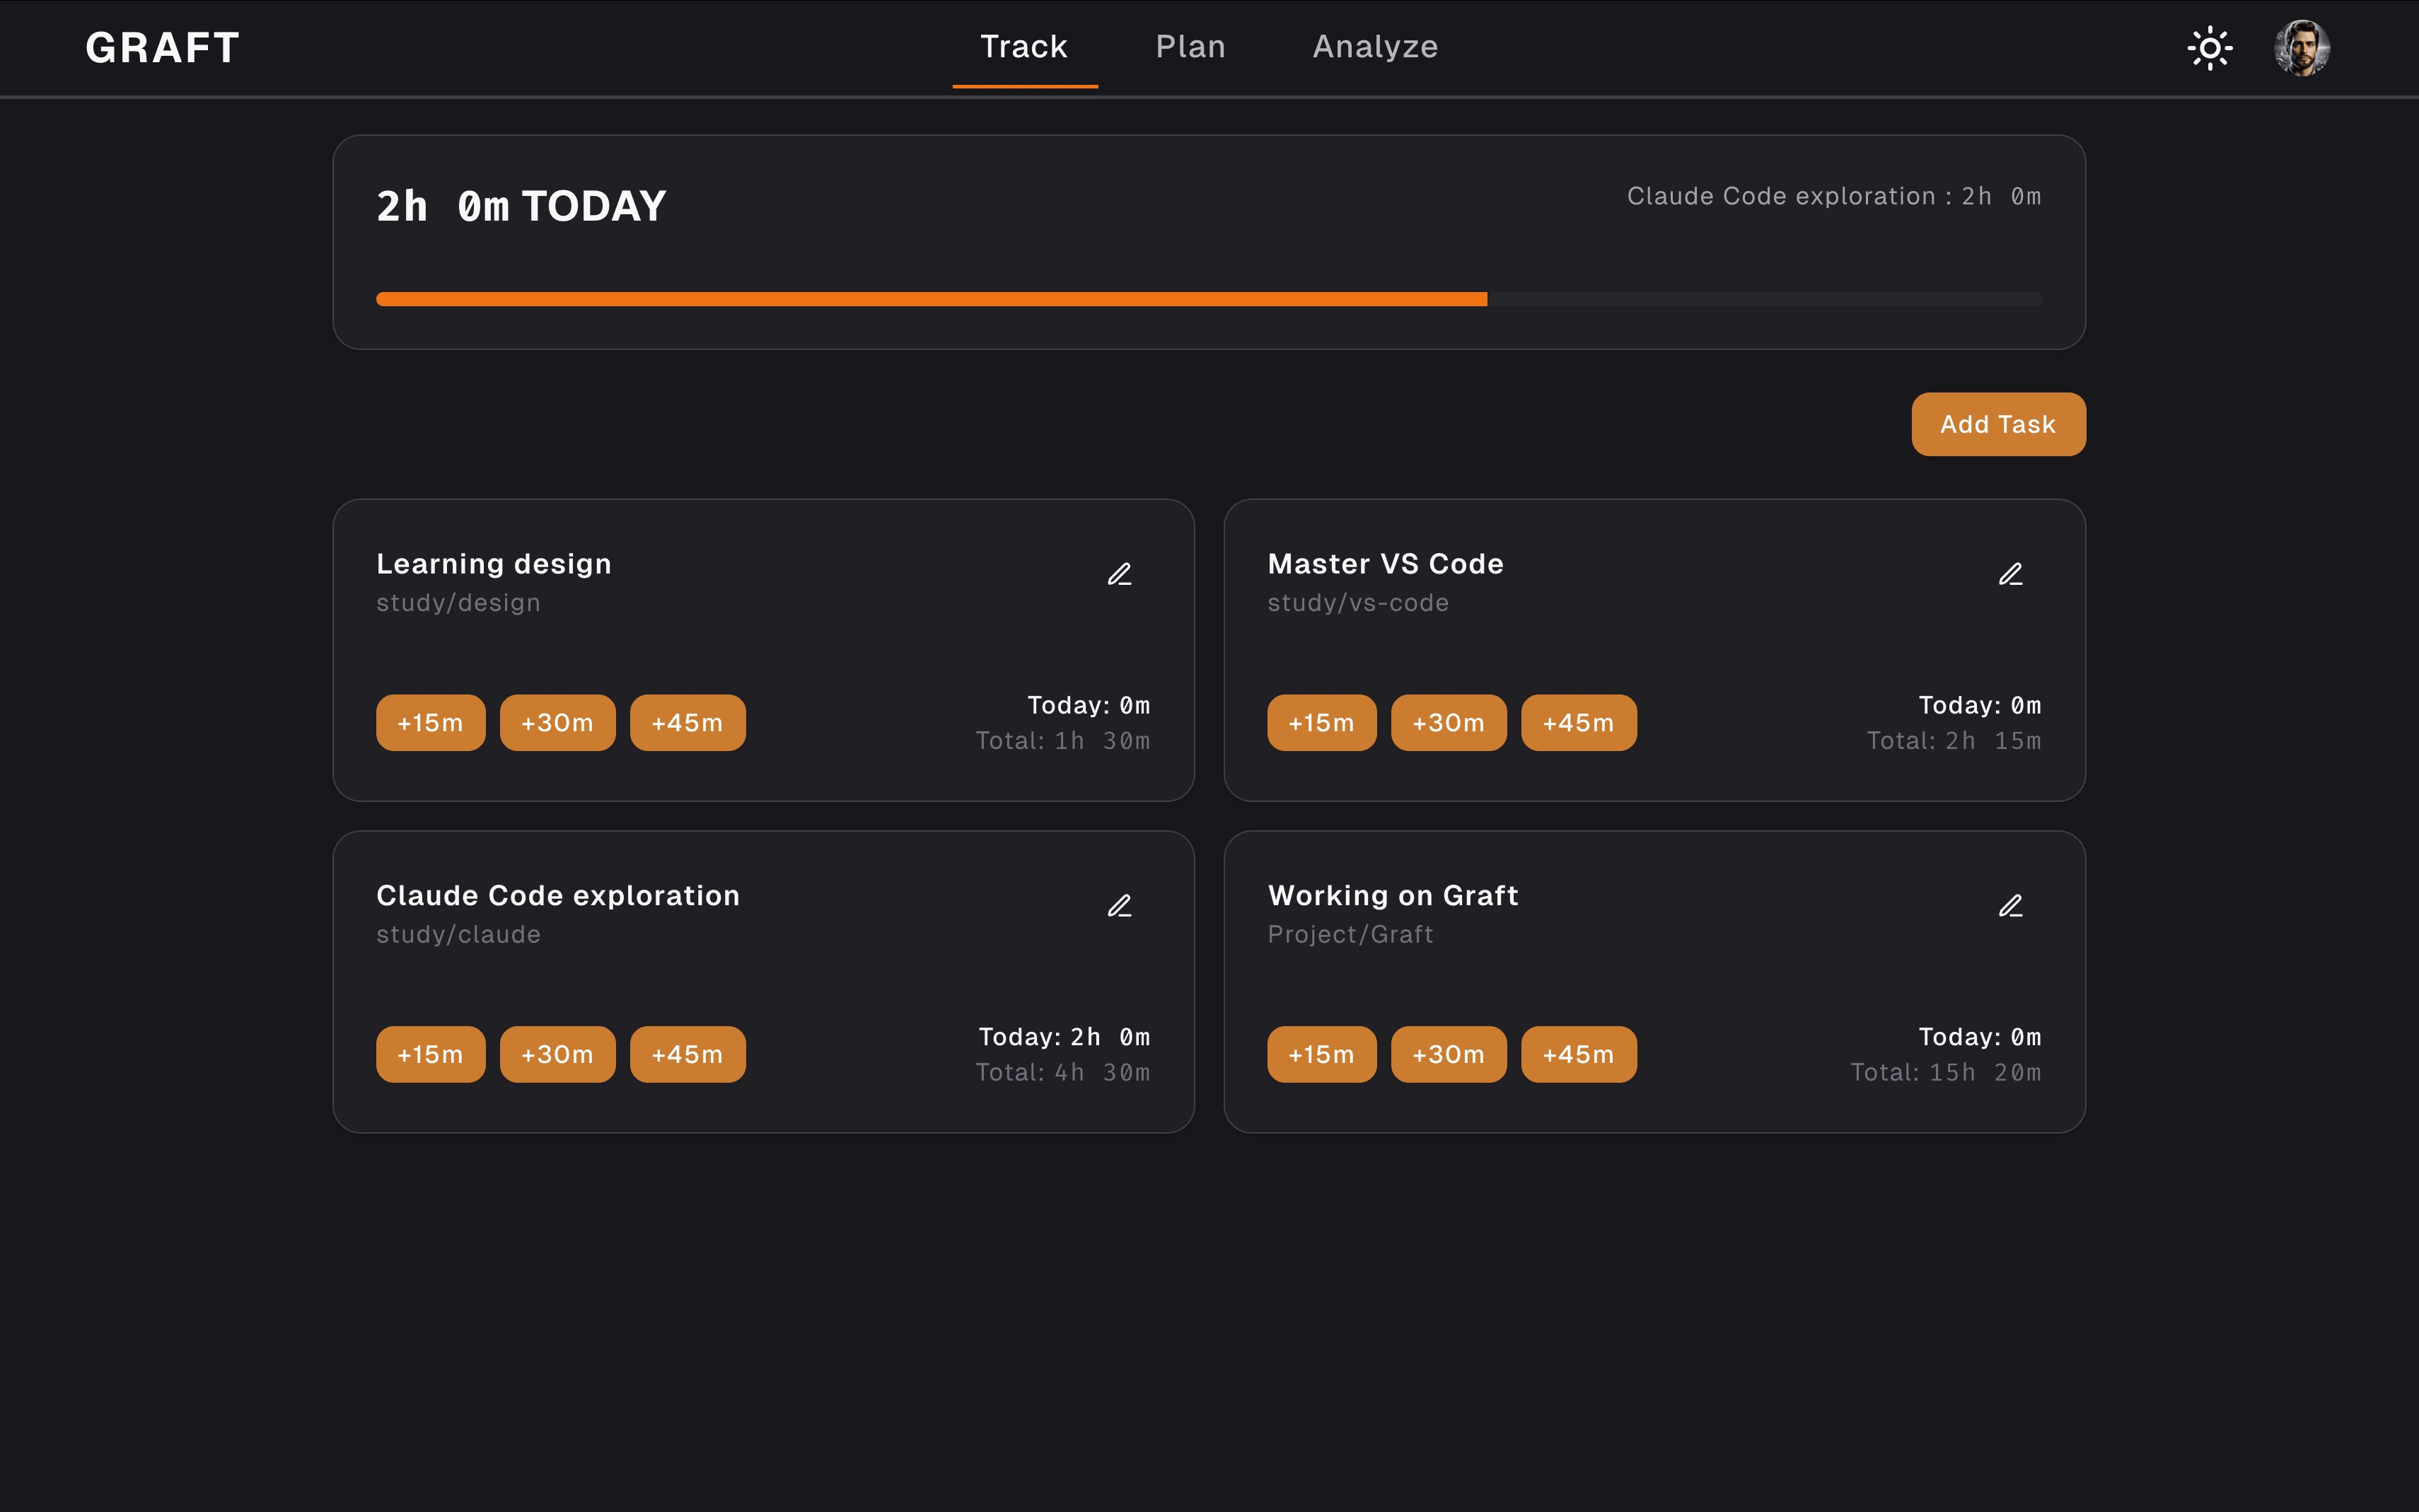 GRAFT
Track
Plan
Analyze
2h 0m TODAY
Claude Code exploration : 2h 0m
Add Task
Learning design
study/design
+15m
+30m
+45m
Today: 0m
Total: 1h 30m
Master VS Code
study/vs-code
+15m
+30m
+45m
Today: 0m
Total: 2h 15m
Claude Code exploration
study/claude
+15m
+30m
+45m
Today: 2h 0m
Total: 4h 30m
Working on Graft
Project/Graft
+15m
+30m
+45m
Today: 0m
Total: 15h 20m